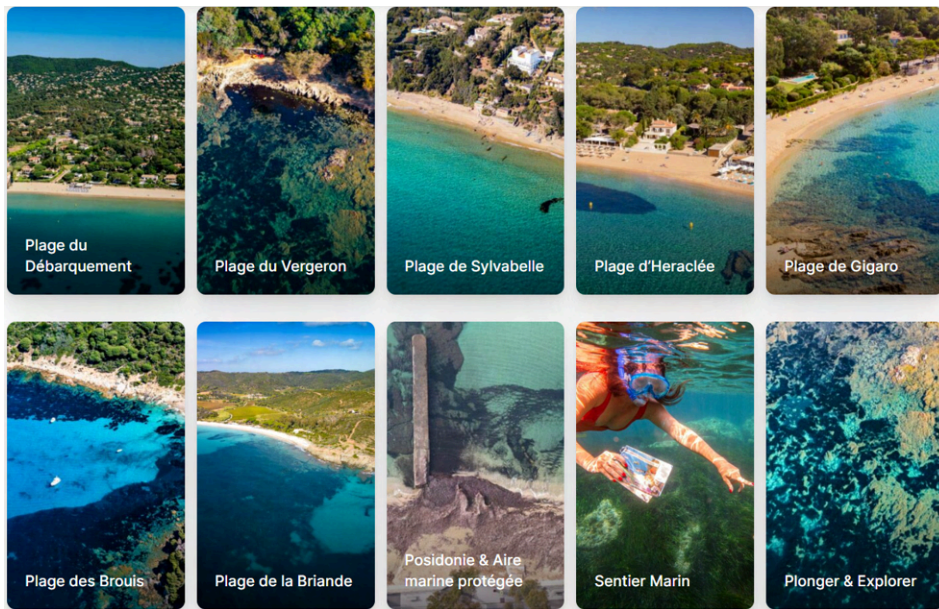 Plage du
Débarquement
Plage du Vergeron
Plage de Sylvabelle
Plage d'Heraclée
Plage de Gigaro
Plage des Brouis
Plage de la Briande
Posidonie & Aire
marine protégée
Sentier Marin
Plonger & Explorer